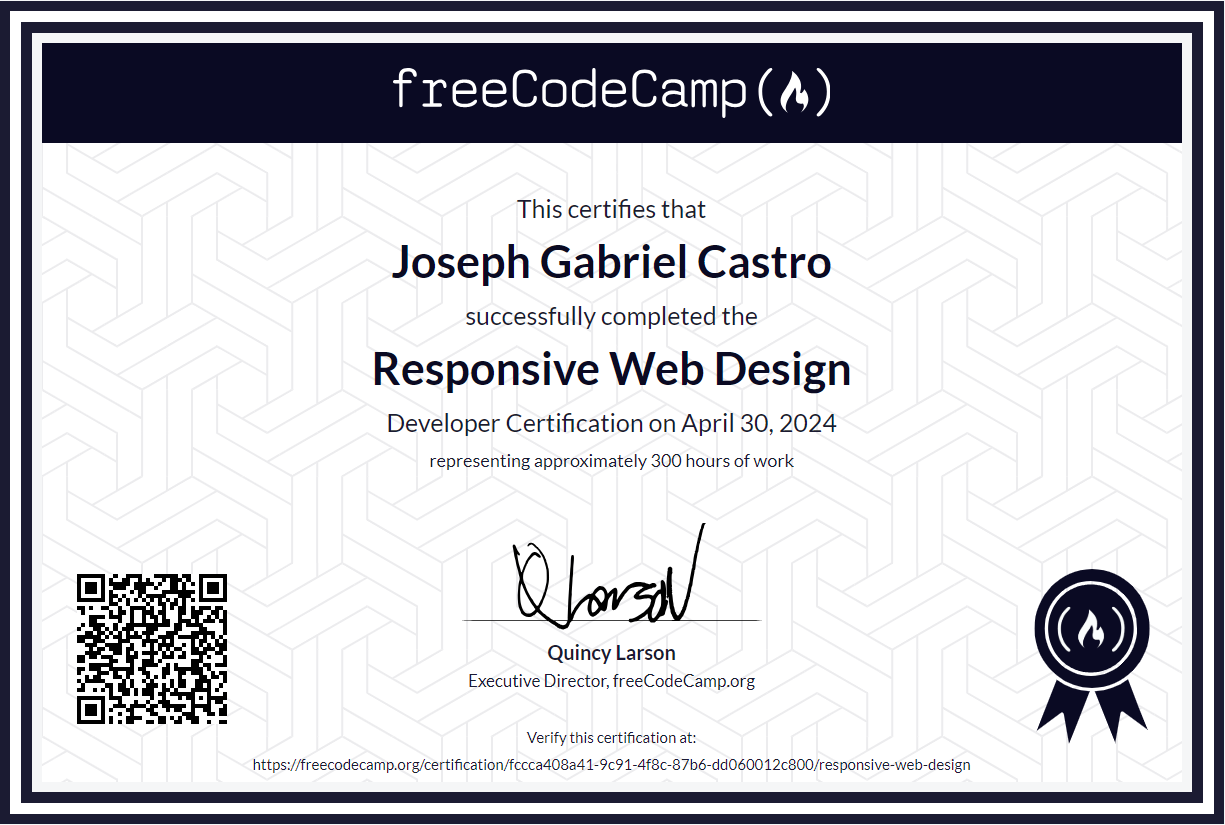 freeCodeCamp
This certifies that
Joseph Gabriel Castro
successfully completed the
Responsive Web Design
Developer Certification on April 30, 2024
representing approximately 300 hours of work
Q Larson
Quincy Larson
Executive Director, freeCodeCamp.org
Verify this certification at:
https://freecodecamp.org/certification/fccca408a41-9c91-4f8c-87b6-dd060012c800/responsive-web-design